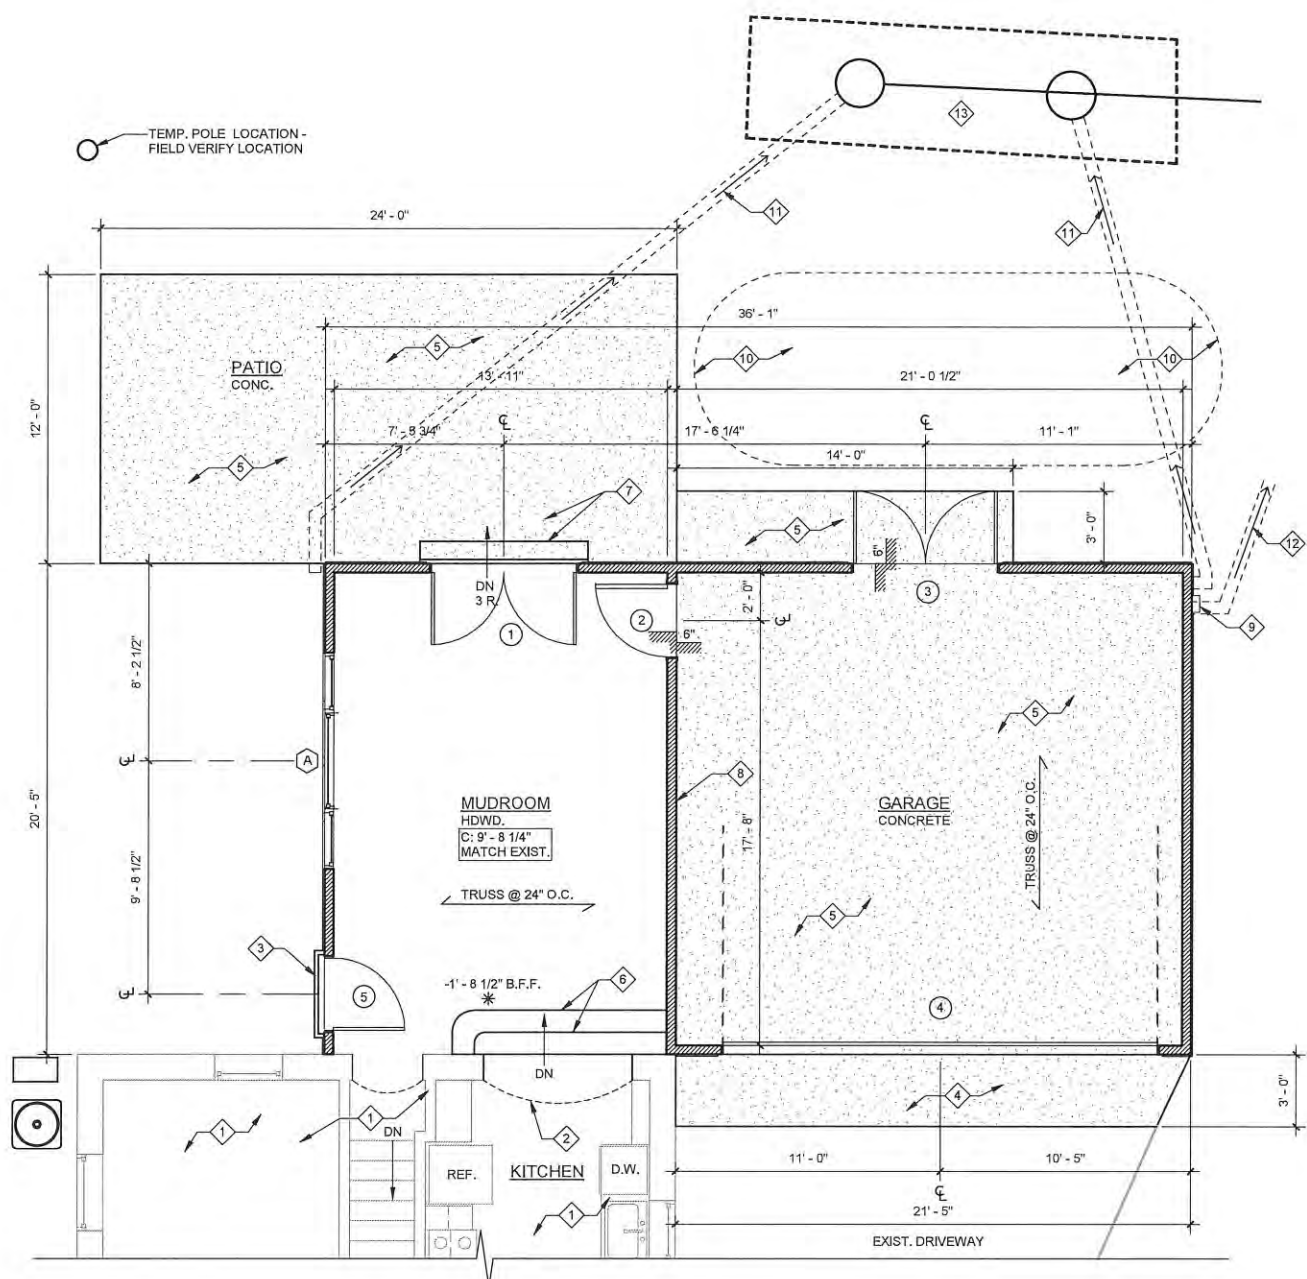 13
TEMP. POLE LOCATION -
FIELD VERIFY LOCATION
11
11
24' - 0"
36' - 1"
5
10
10
PATIO
CONC.
13' - 11"
21' - 0 1/2"
12' - 0"
℄
℄
7' - 5 3/4"
17' - 6 1/4"
11' - 1"
14' - 0"
5
7
5
3' - 0"
12
6"
DN
3 R.
2' - 0"
3
1
2
6"
℄
9
8' - 2 1/2"
5
℄
A
8
20' - 5"
MUDROOM
HDWD.
C: 9' - 8 1/4"
MATCH EXIST.
GARAGE
CONCRETE
17' - 8"
TRUSS @ 24" O.C.
9' - 8 1/2"
TRUSS @ 24" O.C.
5
3
℄
5
-1' - 8 1/2" B.F.F.
6
4
DN
4
3' - 0"
1
1
DN
2
REF.
KITCHEN
D.W.
11' - 0"
10' - 5"
℄
1
21' - 5"
EXIST. DRIVEWAY